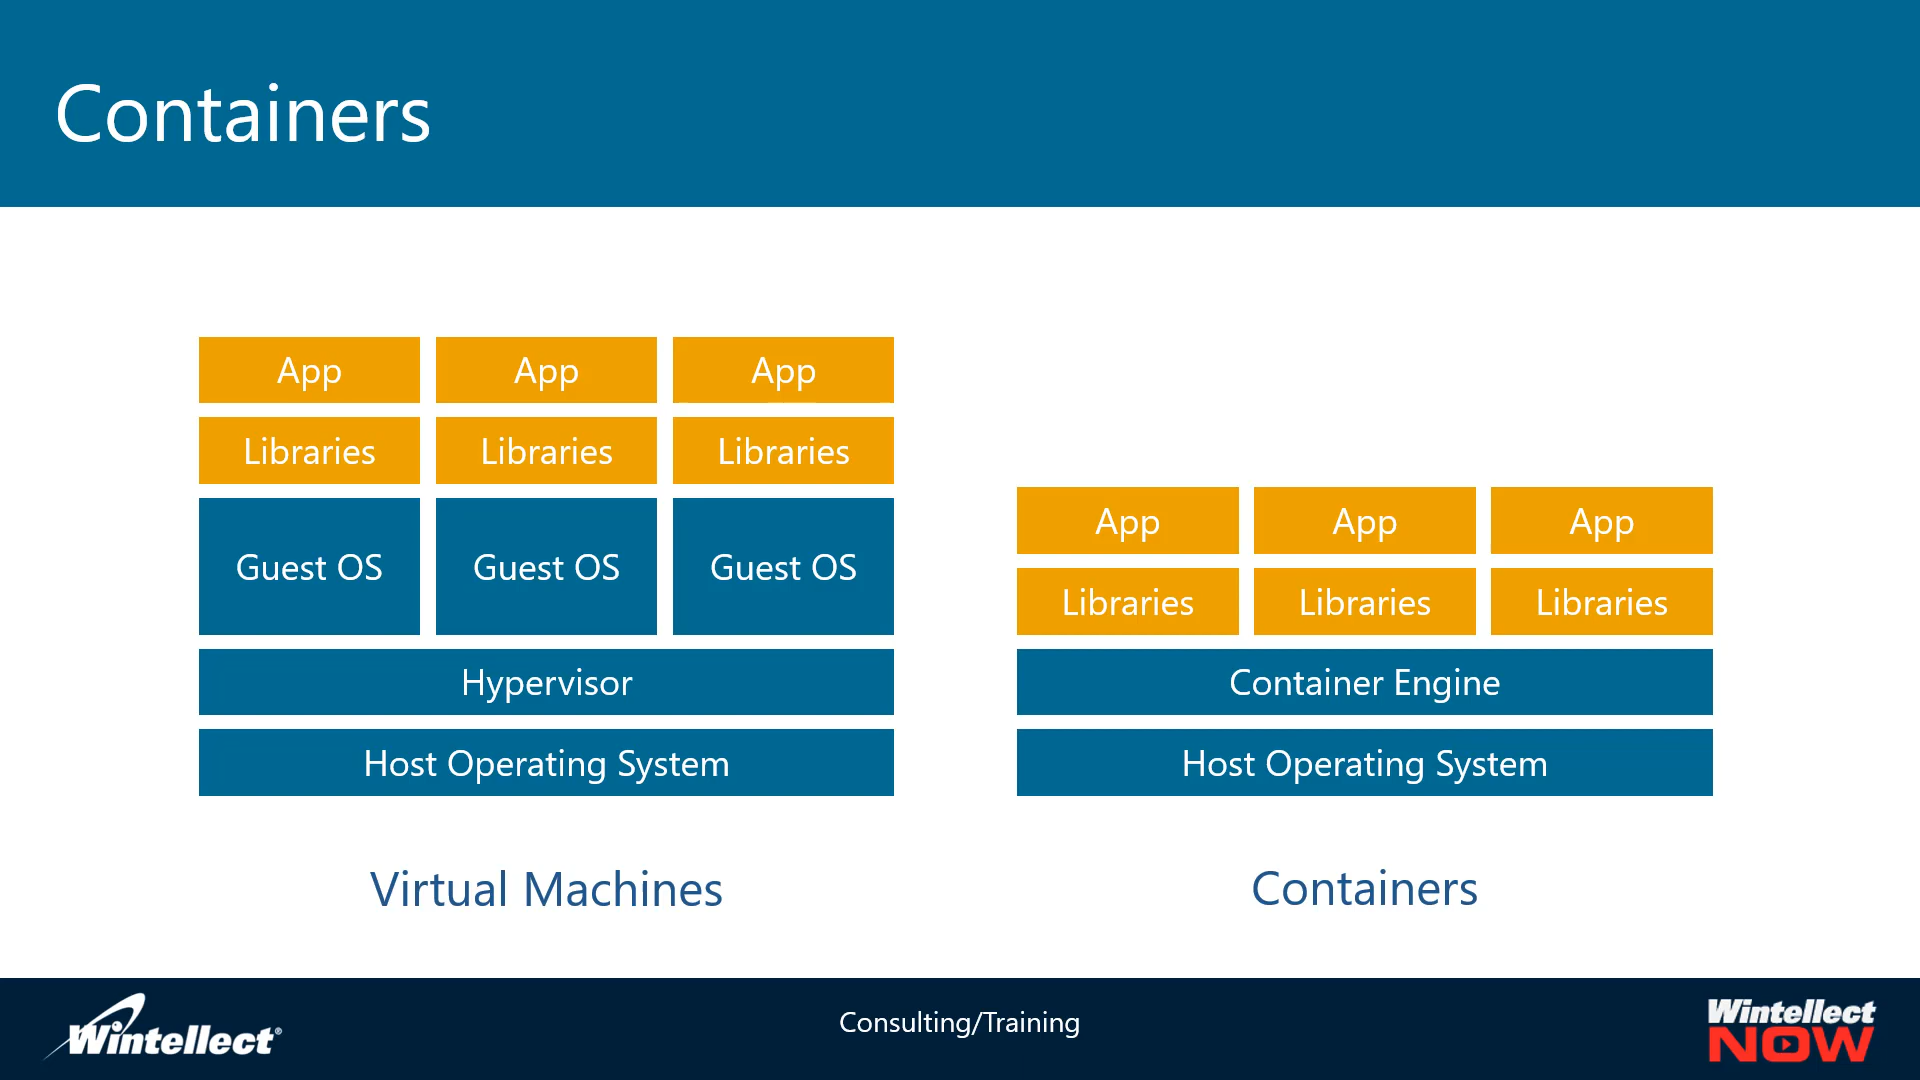 Containers
App App App
Libraries Libraries Libraries
Guest OS Guest OS Guest OS
Hypervisor
Host Operating System
Virtual Machines
App App App
Libraries Libraries Libraries
Container Engine
Host Operating System
Containers
Wintellect®
Consulting/Training
Wintellect
NOW